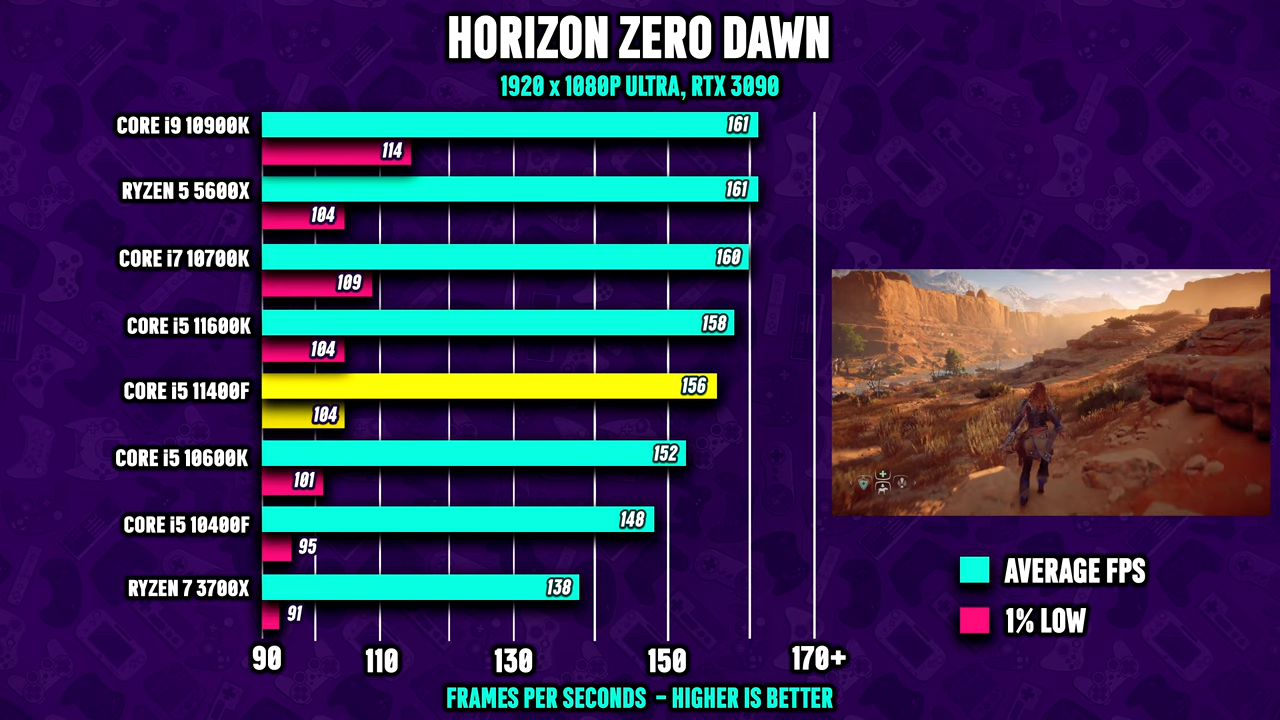 HORIZON ZERO DAWN
1920 x 1080P ULTRA, RTX 3090
CORE i9 10900K
161
114
RYZEN 5 5600X
161
104
CORE i7 10700K
160
109
CORE i5 11600K
158
104
CORE i5 11400F
156
104
CORE i5 10600K
152
101
CORE i5 10400F
148
95
RYZEN 7 3700X
138
91
90 110 130 150 170+
FRAMES PER SECONDS - HIGHER IS BETTER
AVERAGE FPS
1% LOW